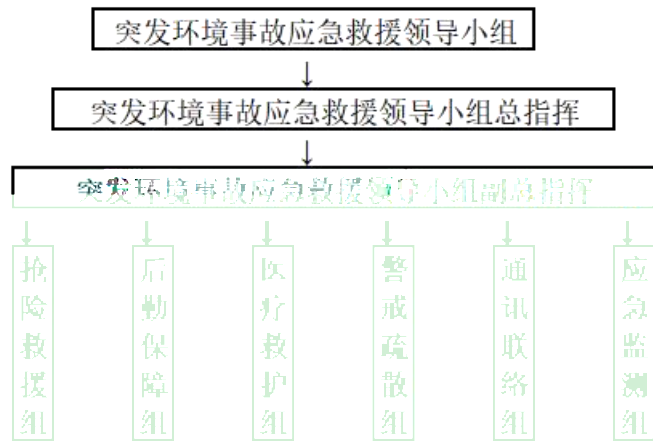 突发环境事故应急救援领导小组
↓
突发环境事故应急救援领导小组总指挥
↓
突发环境事故应急救援领导小组副总指挥
抢险救援组
后勤保障组
医疗救护组
警戒疏散组
通讯联络组
应急监测组